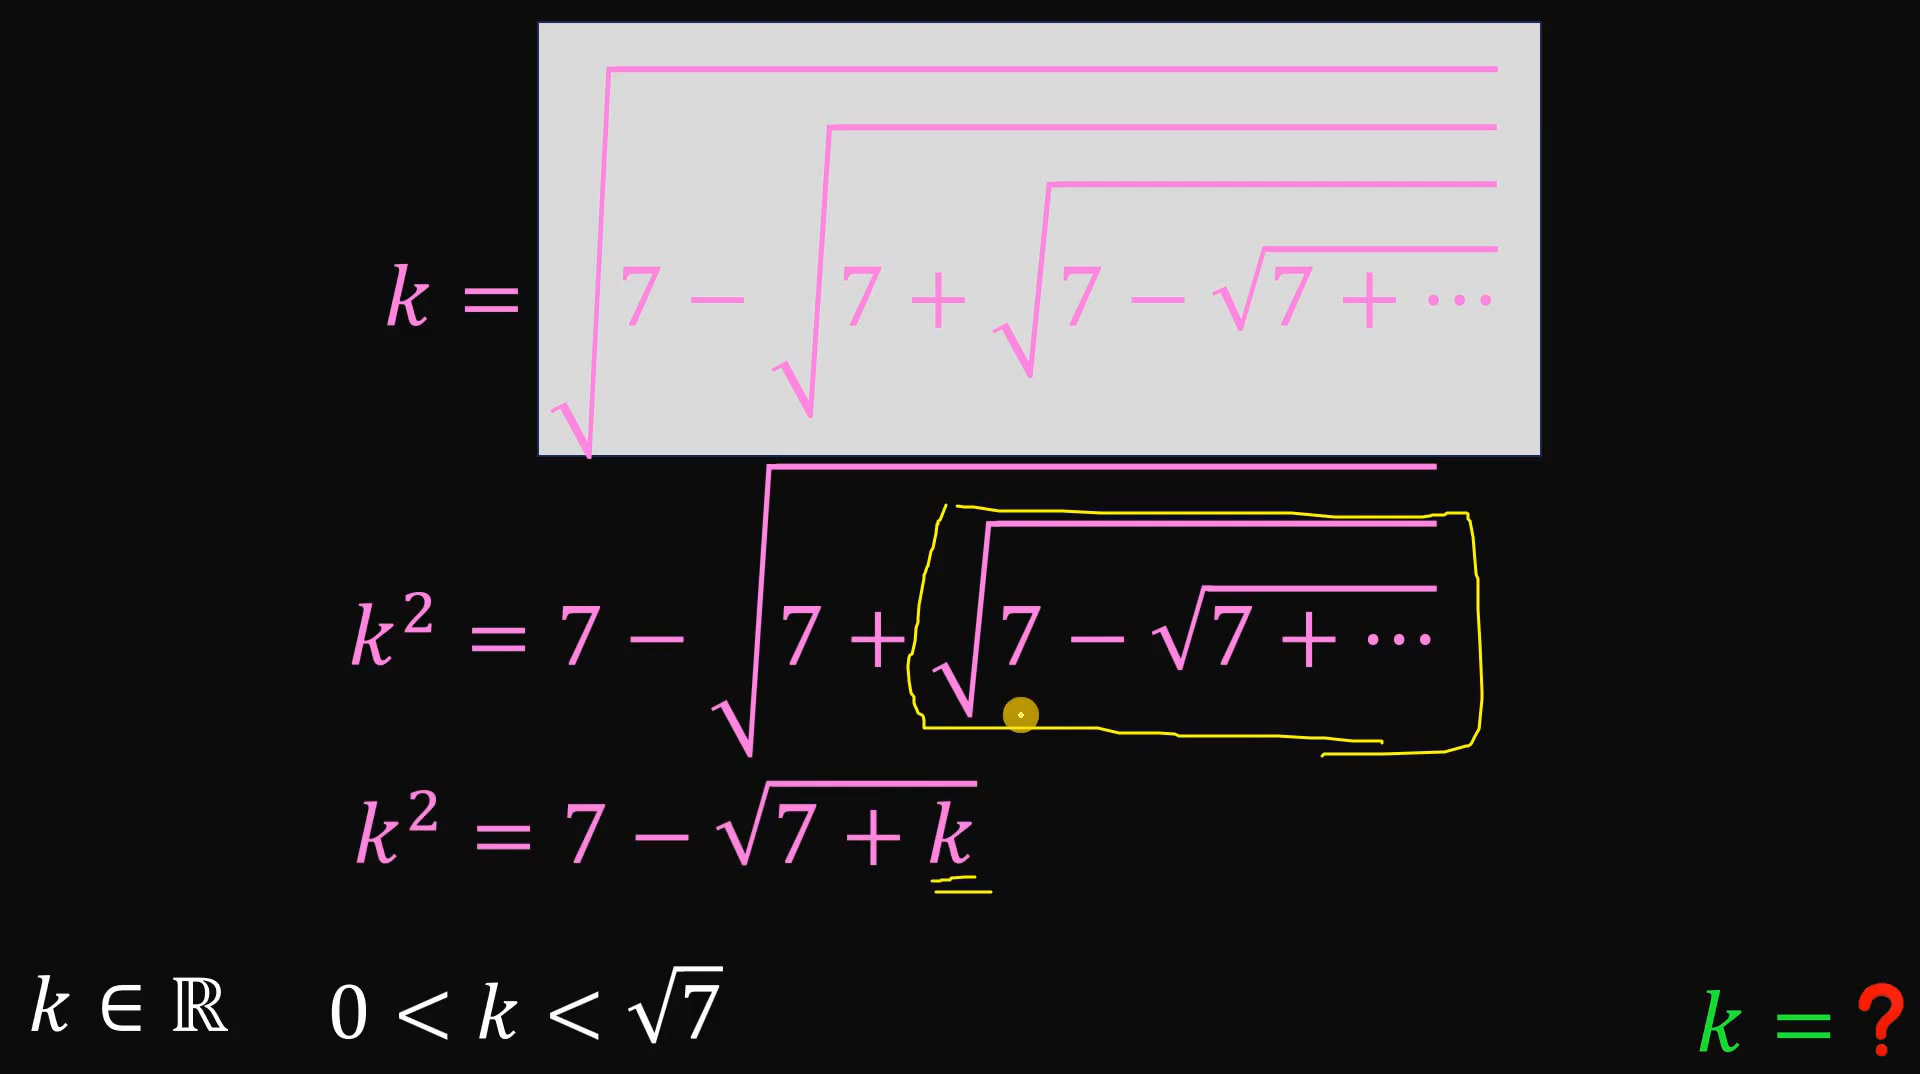 k = √(7 − √(7 + √(7 − √(7 + ⋯))))
k² = 7 − √(7 + √(7 − √(7 + ⋯)))
k² = 7 − √(7 + k)
k ∈ ℝ 0 < k < √7
k = ?